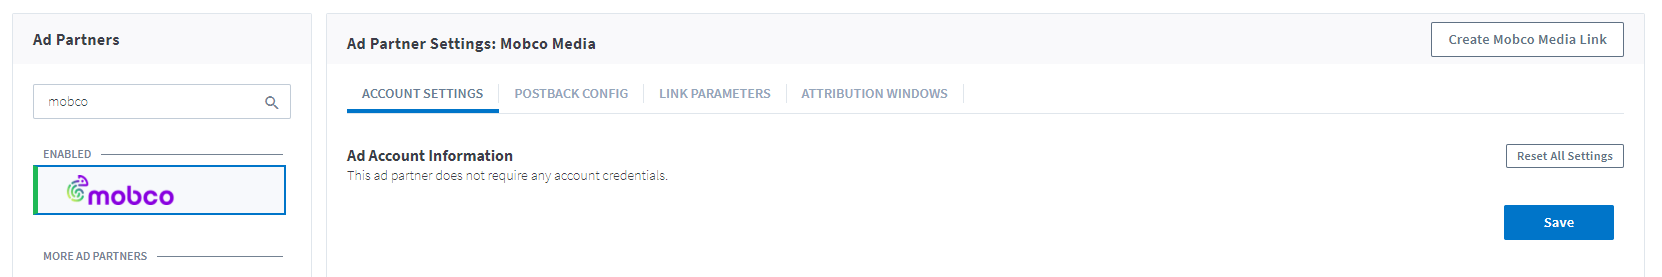 Ad Partners
mobco
ENABLED
mobco
MORE AD PARTNERS
Ad Partner Settings: Mobco Media
Create Mobco Media Link
ACCOUNT SETTINGS POSTBACK CONFIG LINK PARAMETERS ATTRIBUTION WINDOWS
Ad Account Information
Reset All Settings
This ad partner does not require any account credentials.
Save